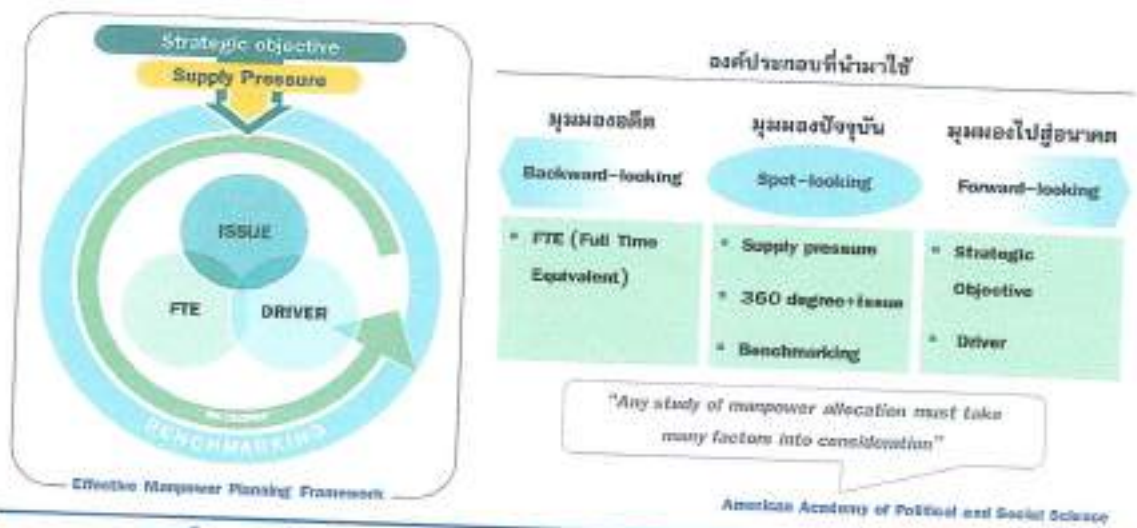 Strategic objective
Supply Pressure
ISSUE
FTE
DRIVER
BENCHMARKING
Effective Manpower Planning Framework
องค์ประกอบที่นำมาใช้
มุมมองอดีต
มุมมองปัจจุบัน
มุมมองไปสู่อนาคต
Backward-looking
Spot-looking
Forward-looking
• FTE (Full Time
Equivalent)
• Supply pressure
• 360 degree+issue
• Benchmarking
• Strategic
Objective
• Driver
"Any study of manpower allocation must take
many factors into consideration"
American Academy of Political and Social Science